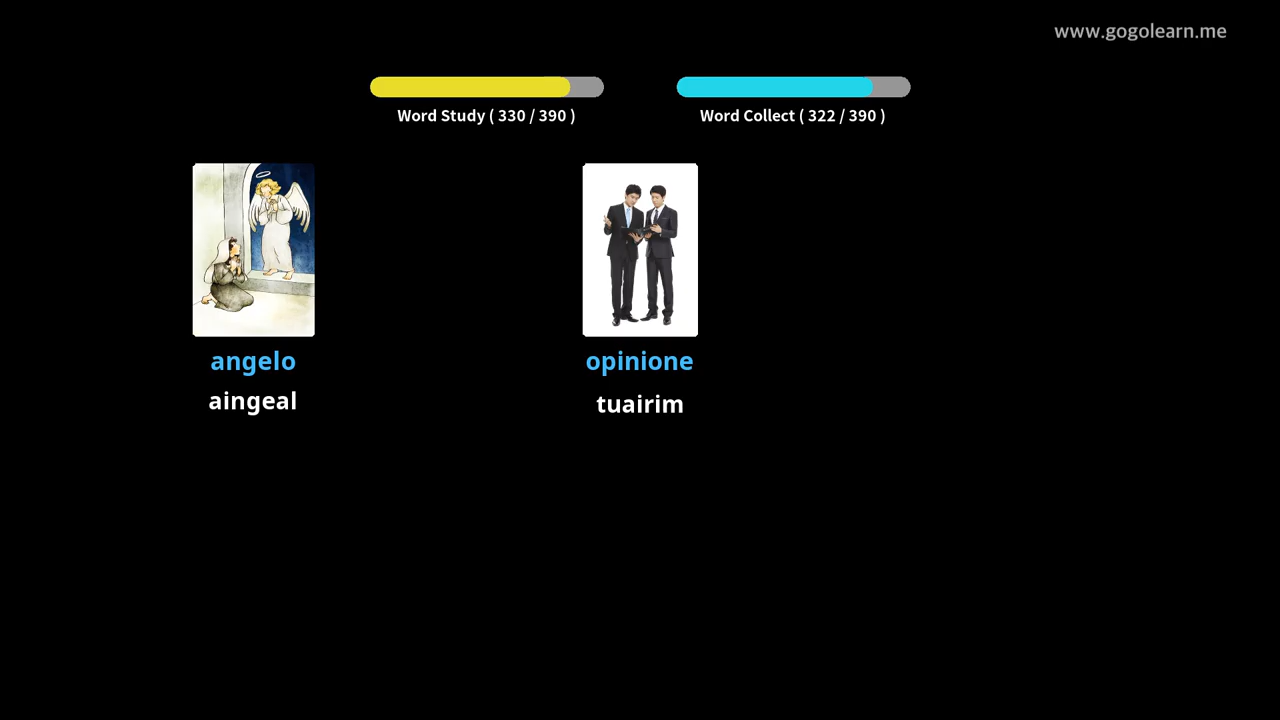 www.gogolearn.me
Word Study ( 330 / 390 )
Word Collect ( 322 / 390 )
angelo
aingeal
opinione
tuairim